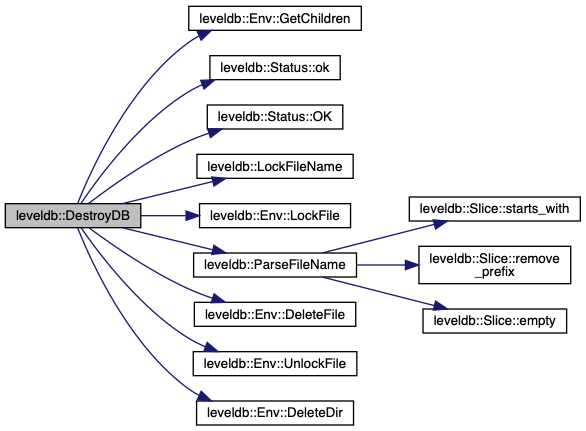 leveldb::Env::GetChildren
leveldb::Status::ok
leveldb::Status::OK
leveldb::LockFileName
leveldb::DestroyDB
leveldb::Env::LockFile
leveldb::ParseFileName
leveldb::Slice::starts_with
leveldb::Slice::remove
_prefix
leveldb::Slice::empty
leveldb::Env::DeleteFile
leveldb::Env::UnlockFile
leveldb::Env::DeleteDir